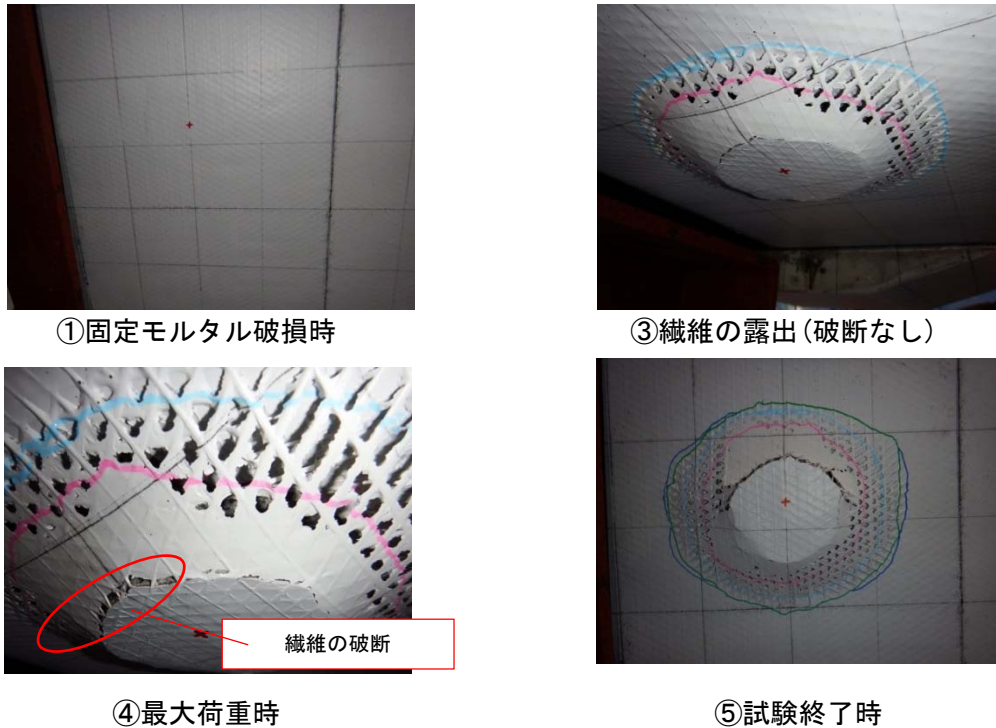 ①固定モルタル破損時
③繊維の露出(破断なし)
繊維の破断
④最大荷重時
⑤試験終了時